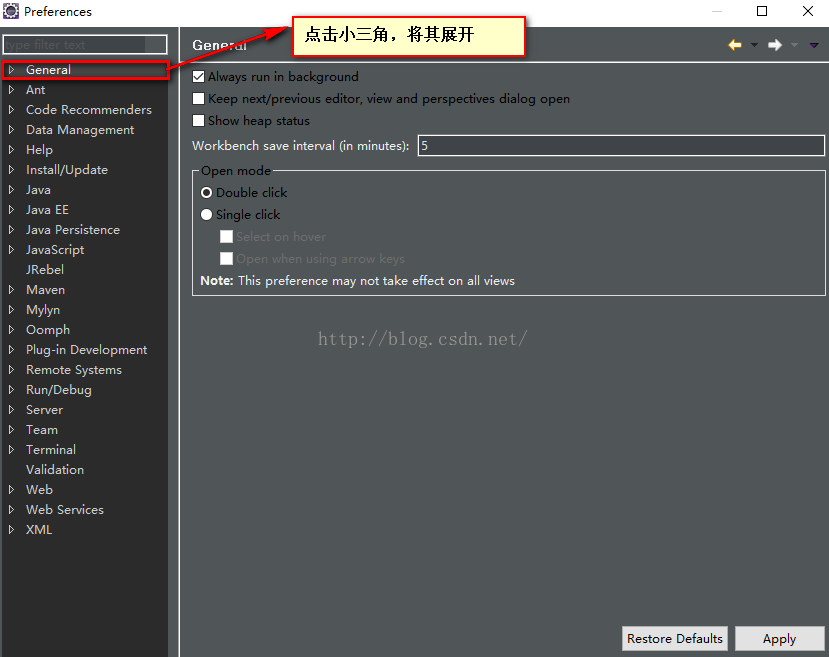 Preferences
type filter text
General
Ant
Code Recommenders
Data Management
Help
Install/Update
Java
Java EE
Java Persistence
JavaScript
JRebel
Maven
Mylyn
Oomph
Plug-in Development
Remote Systems
Run/Debug
Server
Team
Terminal
Validation
Web
Web Services
XML
点击小三角，将其展开
General
Always run in background
Keep next/previous editor, view and perspectives dialog open
Show heap status
Workbench save interval (in minutes): 5
Open mode
Double click
Single click
Select on hover
Open when using arrow keys
Note: This preference may not take effect on all views
http://blog.csdn.net/
Restore Defaults Apply